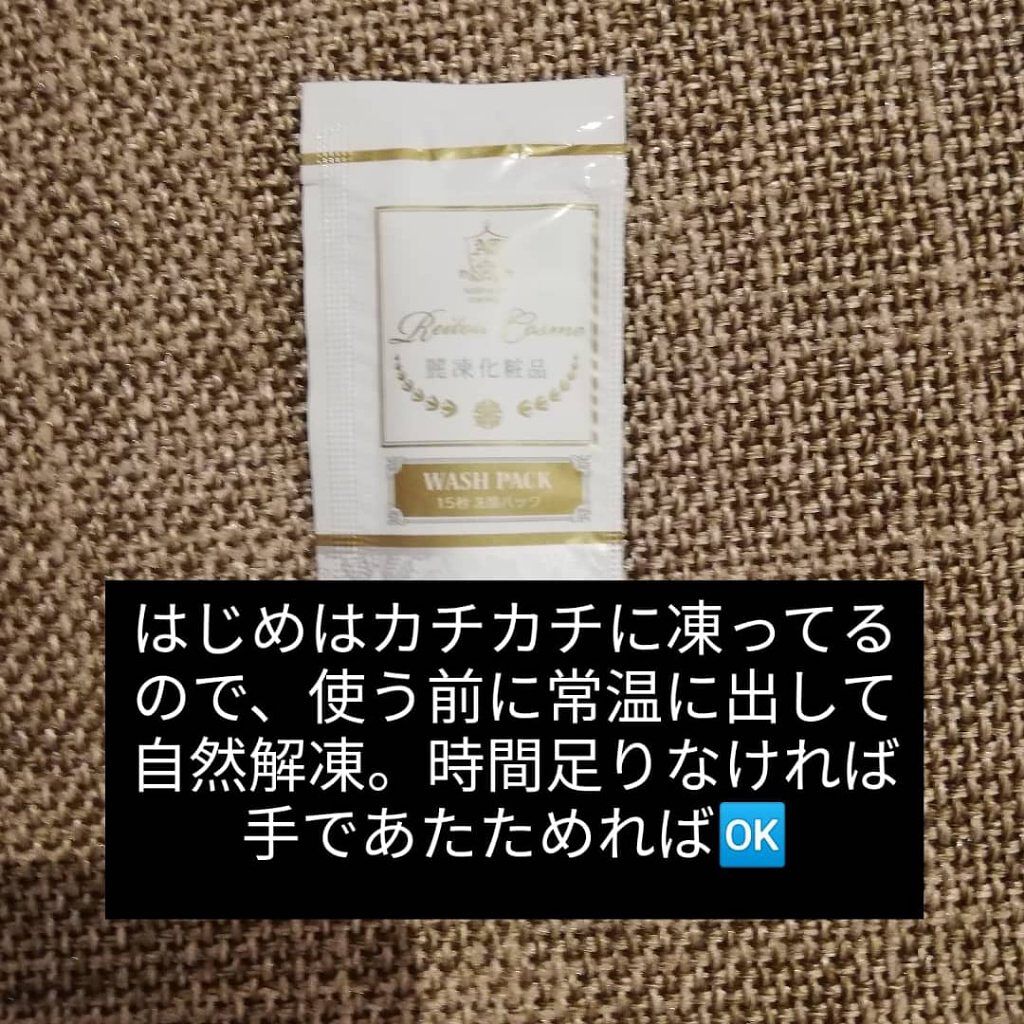 Reitou Cosme
麗凍化粧品
WASH PACK
15秒 洗顔パック
はじめはカチカチに凍ってる
ので、使う前に常温に出して
自然解凍。時間足りなければ
手であたためれば🆗